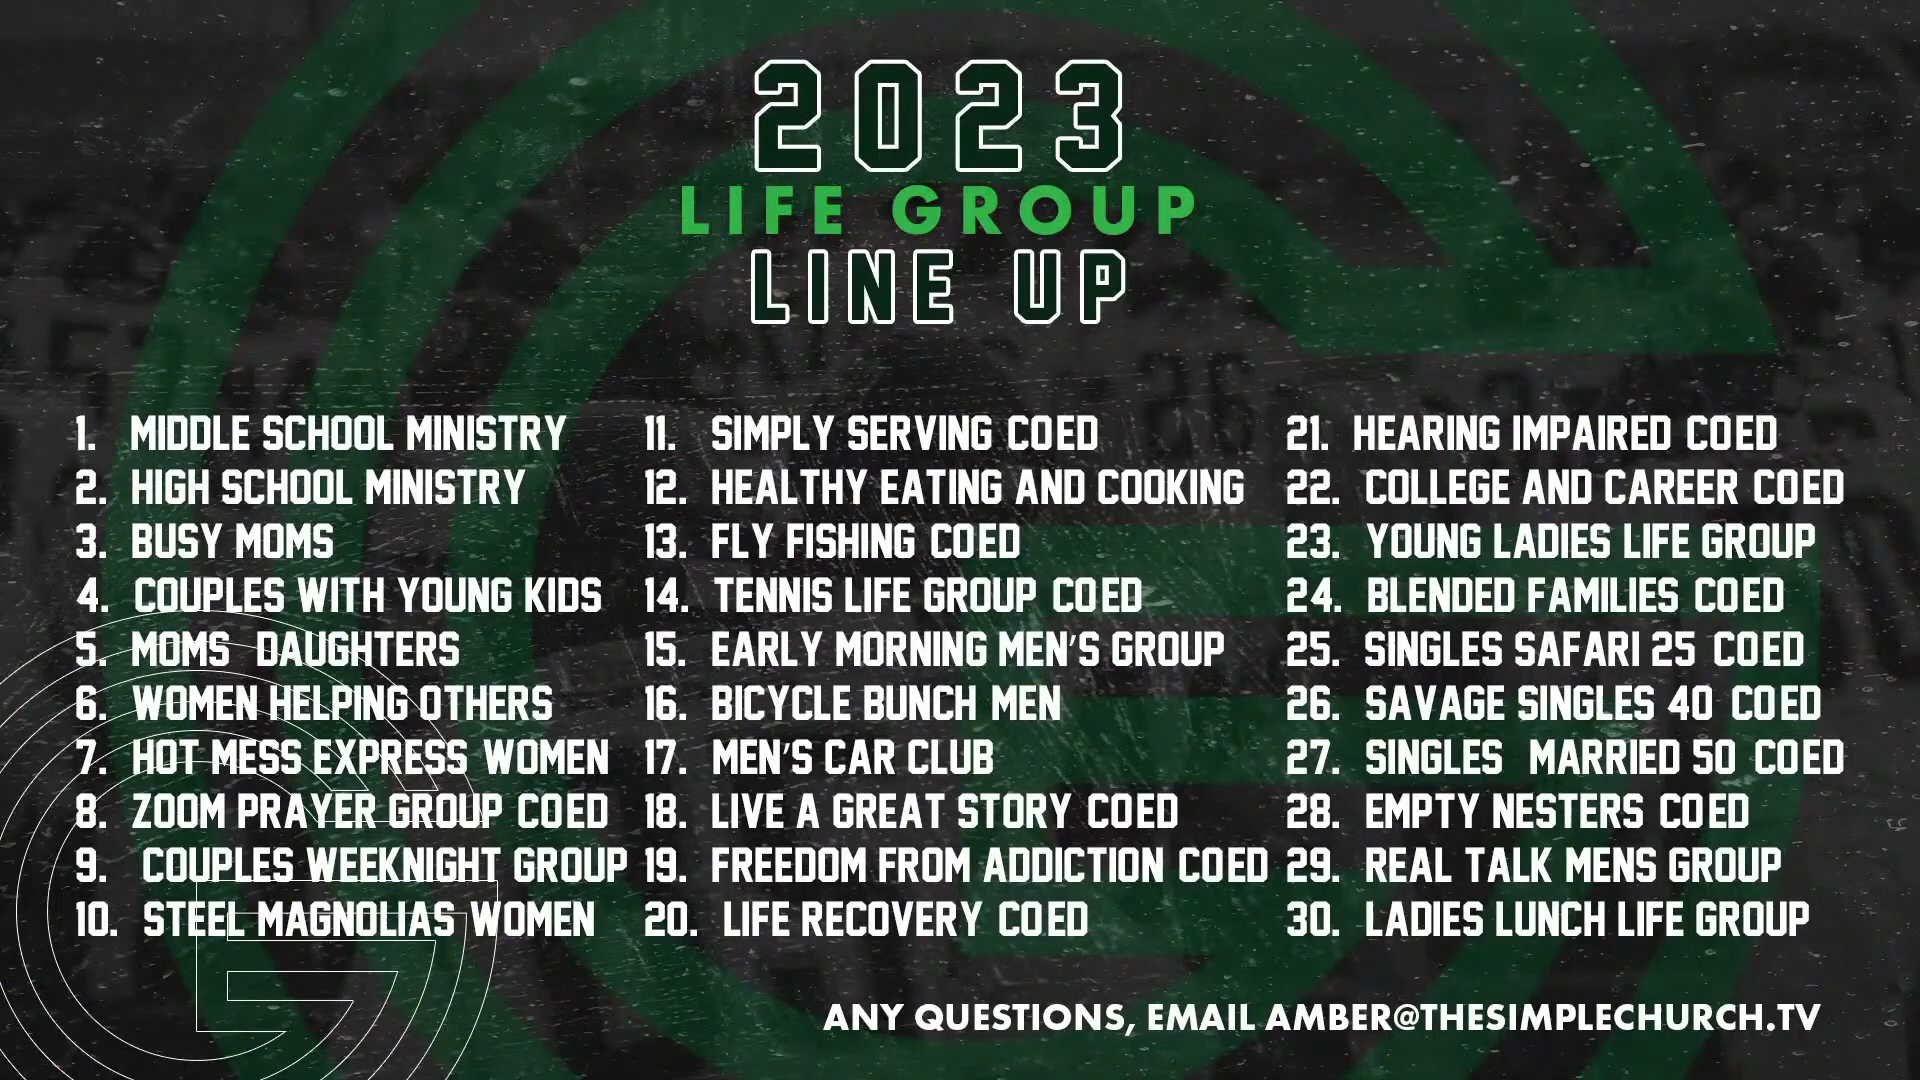 2023
LIFE GROUP
LINE UP
1. MIDDLE SCHOOL MINISTRY
2. HIGH SCHOOL MINISTRY
3. BUSY MOMS
4. COUPLES WITH YOUNG KIDS
5. MOMS DAUGHTERS
6. WOMEN HELPING OTHERS
7. HOT MESS EXPRESS WOMEN
8. ZOOM PRAYER GROUP COED
9. COUPLES WEEKNIGHT GROUP
10. STEEL MAGNOLIAS WOMEN
11. SIMPLY SERVING COED
12. HEALTHY EATING AND COOKING
13. FLY FISHING COED
14. TENNIS LIFE GROUP COED
15. EARLY MORNING MEN'S GROUP
16. BICYCLE BUNCH MEN
17. MEN'S CAR CLUB
18. LIVE A GREAT STORY COED
19. FREEDOM FROM ADDICTION COED
20. LIFE RECOVERY COED
21. HEARING IMPAIRED COED
22. COLLEGE AND CAREER COED
23. YOUNG LADIES LIFE GROUP
24. BLENDED FAMILIES COED
25. SINGLES SAFARI 25 COED
26. SAVAGE SINGLES 40 COED
27. SINGLES MARRIED 50 COED
28. EMPTY NESTERS COED
29. REAL TALK MENS GROUP
30. LADIES LUNCH LIFE GROUP
ANY QUESTIONS, EMAIL AMBER@THESIMPLECHURCH.TV